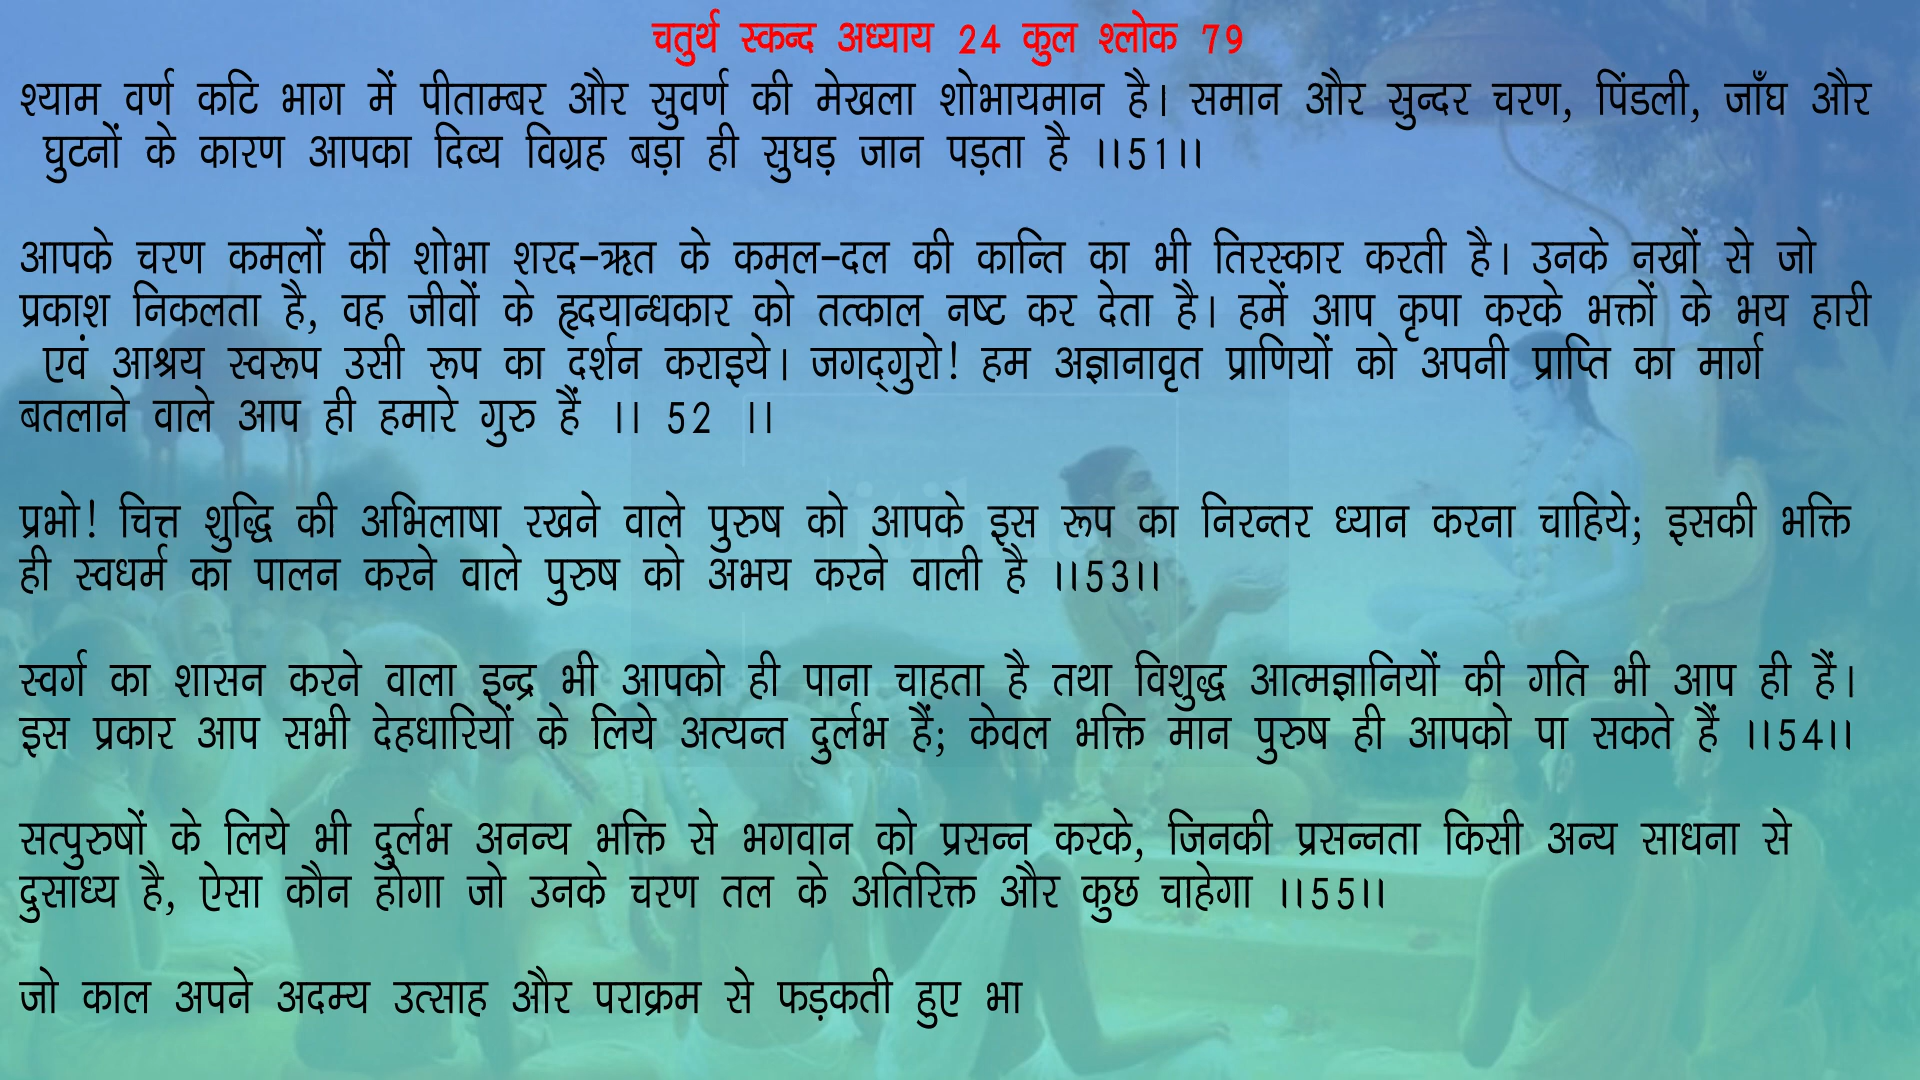 चतुर्थ स्कन्द अध्याय 24 कुल श्लोक 79
श्याम वर्ण कटि भाग में पीताम्बर और सुवर्ण की मेखला शोभायमान है। समान और सुन्दर चरण, पिंडली, जाँघ और
घुटनों के कारण आपका दिव्य विग्रह बड़ा ही सुघड़ जान पड़ता है ।।51।।
आपके चरण कमलों की शोभा शरद-ऋत के कमल-दल की कान्ति का भी तिरस्कार करती है। उनके नखों से जो
प्रकाश निकलता है, वह जीवों के हृदयान्धकार को तत्काल नष्ट कर देता है। हमें आप कृपा करके भक्तों के भय हारी
एवं आश्रय स्वरूप उसी रूप का दर्शन कराइये। जगद्‌गुरो! हम अज्ञानावृत प्राणियों को अपनी प्राप्ति का मार्ग
बतलाने वाले आप ही हमारे गुरु हैं ।। 52 ।।
प्रभो! चित्त शुद्धि की अभिलाषा रखने वाले पुरुष को आपके इस रूप का निरन्तर ध्यान करना चाहिये; इसकी भक्ति
ही स्वधर्म का पालन करने वाले पुरुष को अभय करने वाली है ।।53।।
स्वर्ग का शासन करने वाला इन्द्र भी आपको ही पाना चाहता है तथा विशुद्ध आत्मज्ञानियों की गति भी आप ही हैं।
इस प्रकार आप सभी देहधारियों के लिये अत्यन्त दुर्लभ हैं; केवल भक्ति मान पुरुष ही आपको पा सकते हैं ।।54।।
सत्पुरुषों के लिये भी दुर्लभ अनन्य भक्ति से भगवान को प्रसन्न करके, जिनकी प्रसन्नता किसी अन्य साधना से
दुसाध्य है, ऐसा कौन होगा जो उनके चरण तल के अतिरिक्त और कुछ चाहेगा ।।55।।
जो काल अपने अदम्य उत्साह और पराक्रम से फड़कती हुए भा